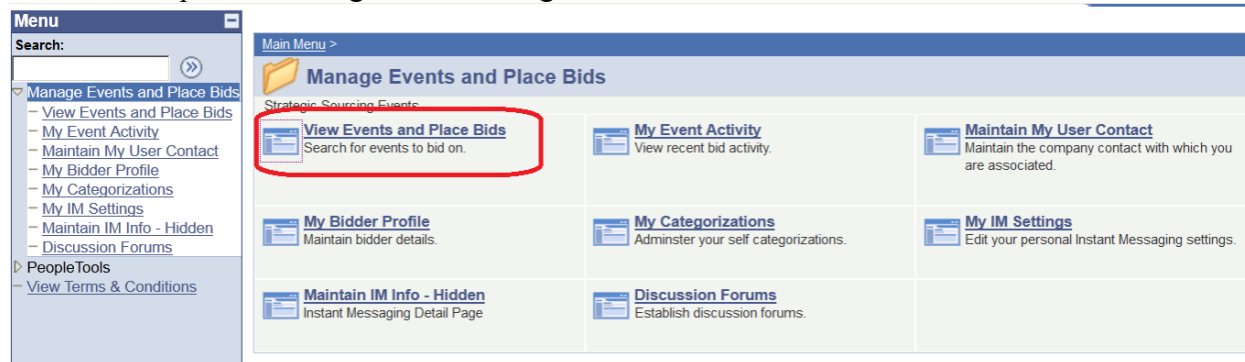 Menu
Search:
Manage Events and Place Bids
– View Events and Place Bids
– My Event Activity
– Maintain My User Contact
– My Bidder Profile
– My Categorizations
– My IM Settings
– Maintain IM Info - Hidden
– Discussion Forums
PeopleTools
– View Terms & Conditions
Main Menu >
Manage Events and Place Bids
Strategic Sourcing Events
View Events and Place Bids
Search for events to bid on.
My Event Activity
View recent bid activity.
Maintain My User Contact
Maintain the company contact with which you
are associated.
My Bidder Profile
Maintain bidder details.
My Categorizations
Adminster your self categorizations.
My IM Settings
Edit your personal Instant Messaging settings.
Maintain IM Info - Hidden
Instant Messaging Detail Page
Discussion Forums
Establish discussion forums.